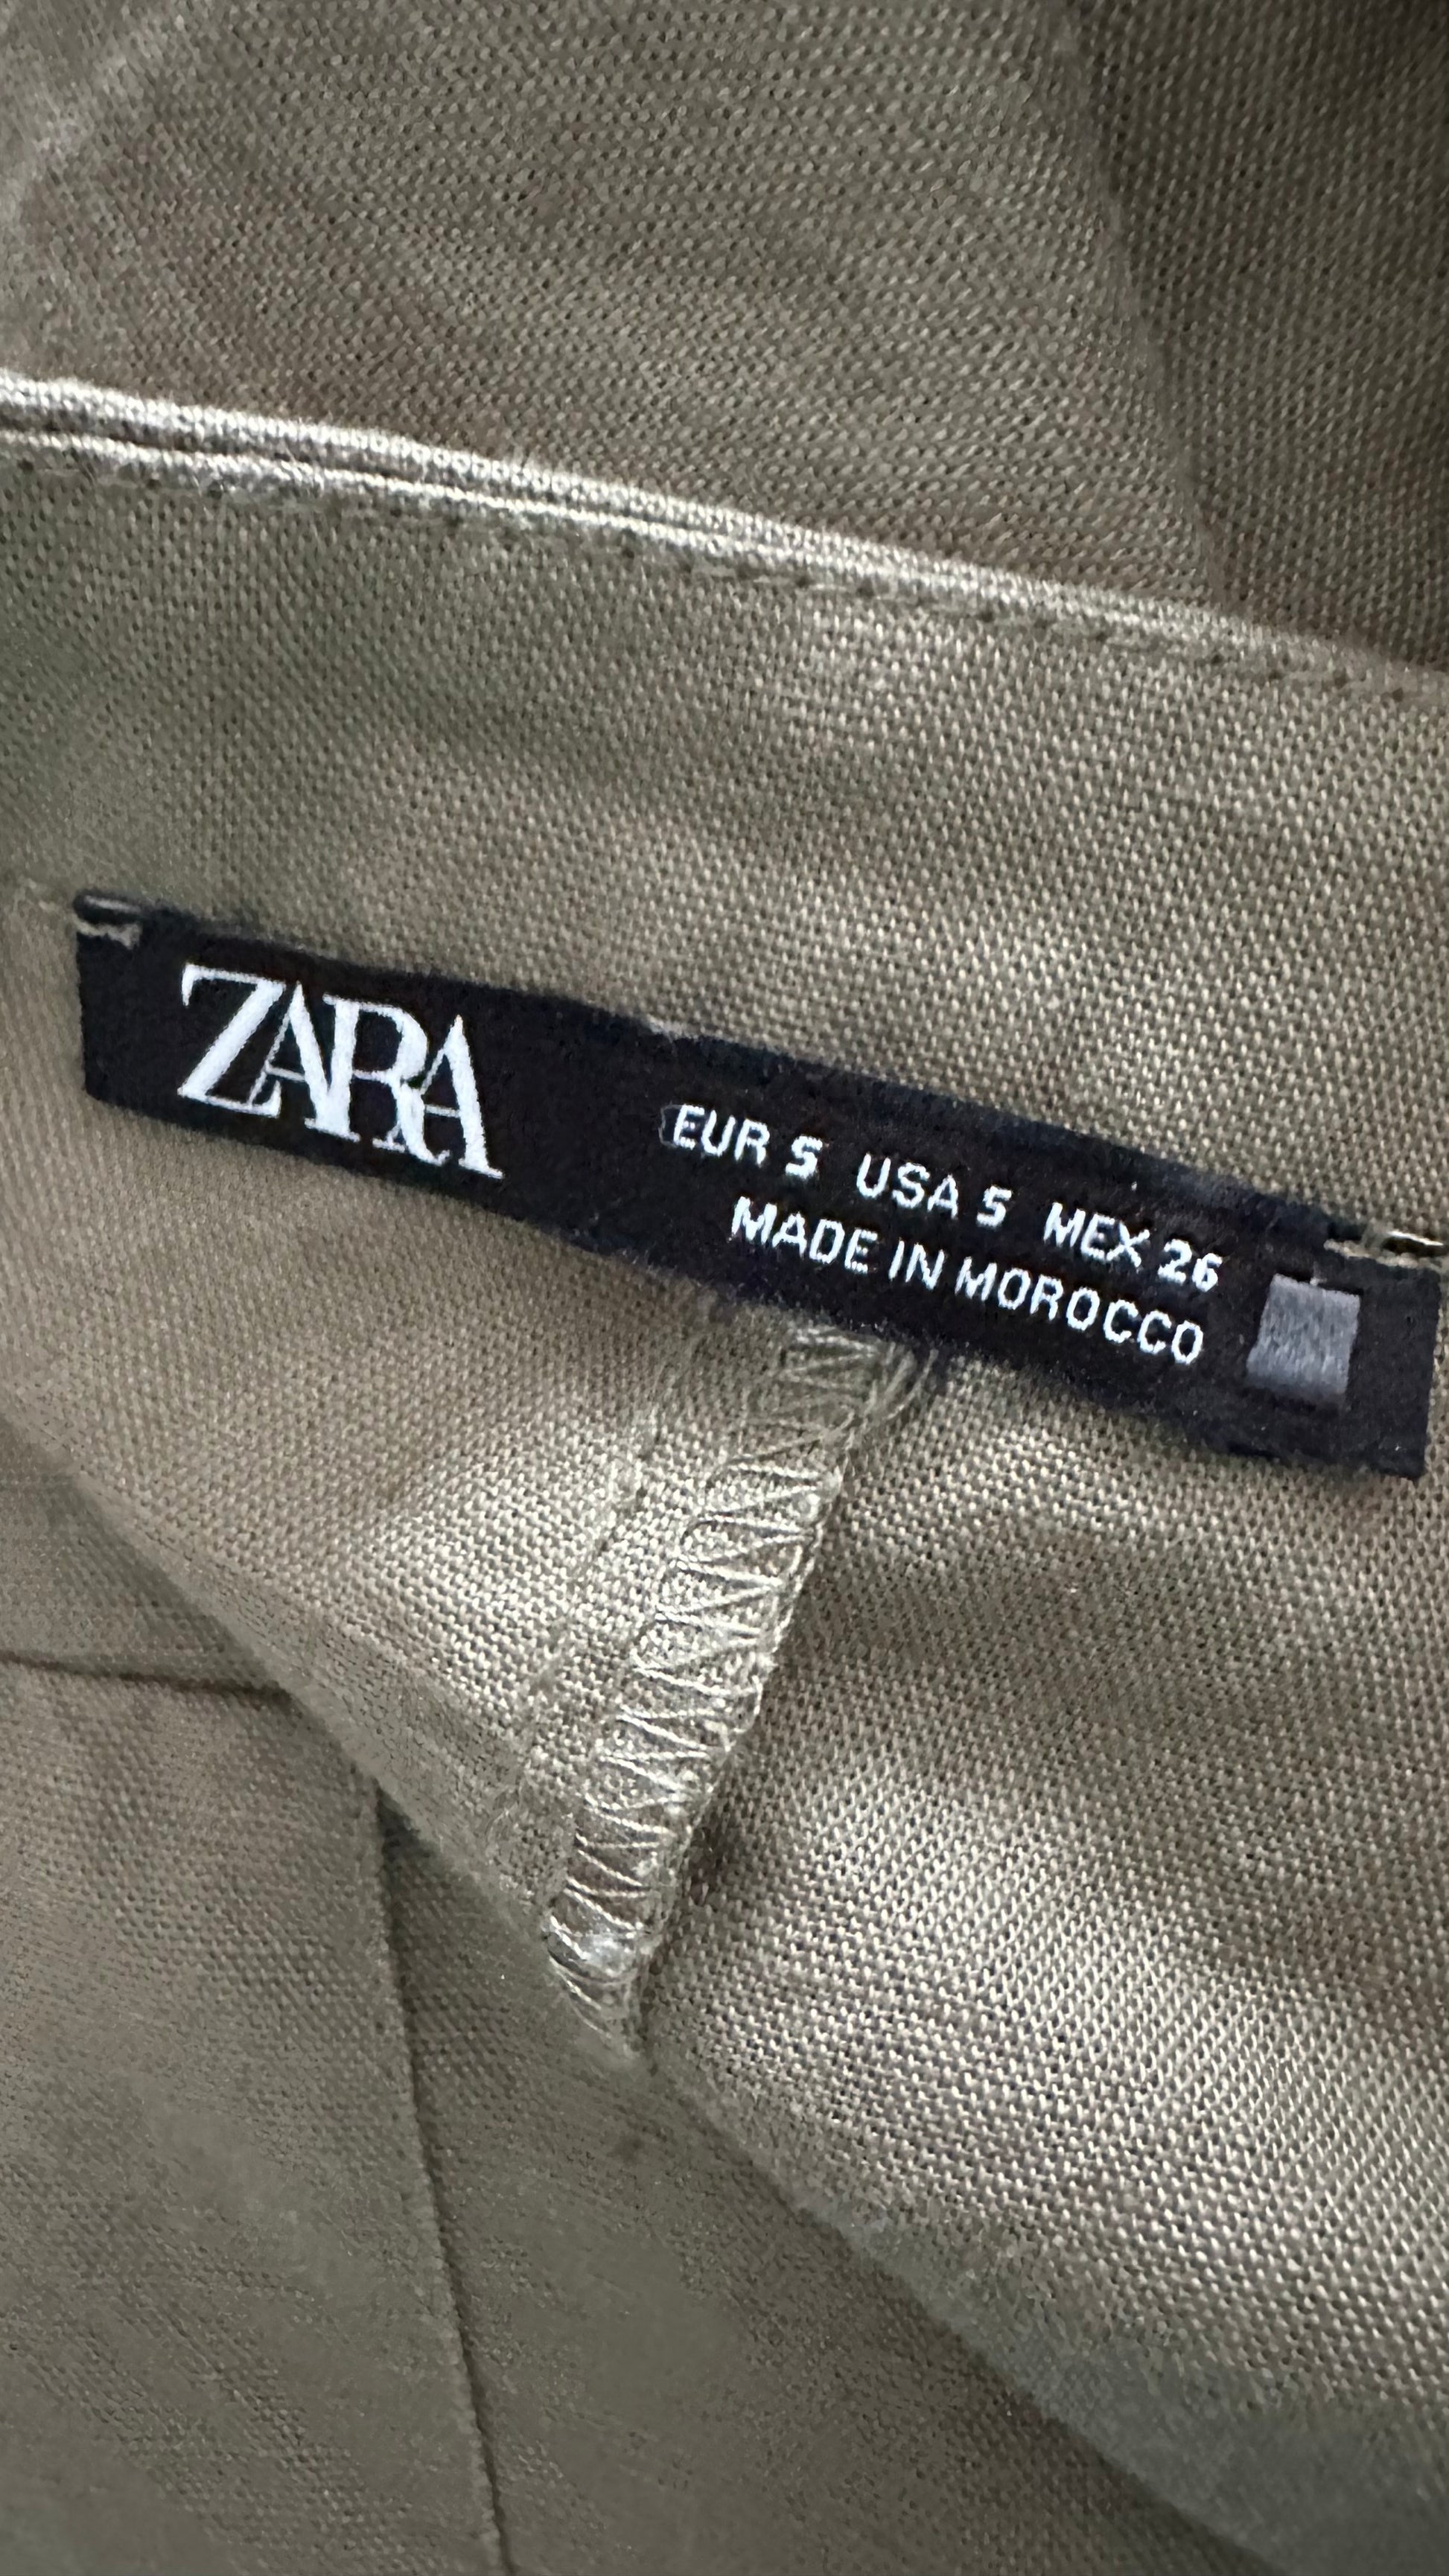 ZARA
EUR S USA S MEX 26
MADE IN MOROCCO